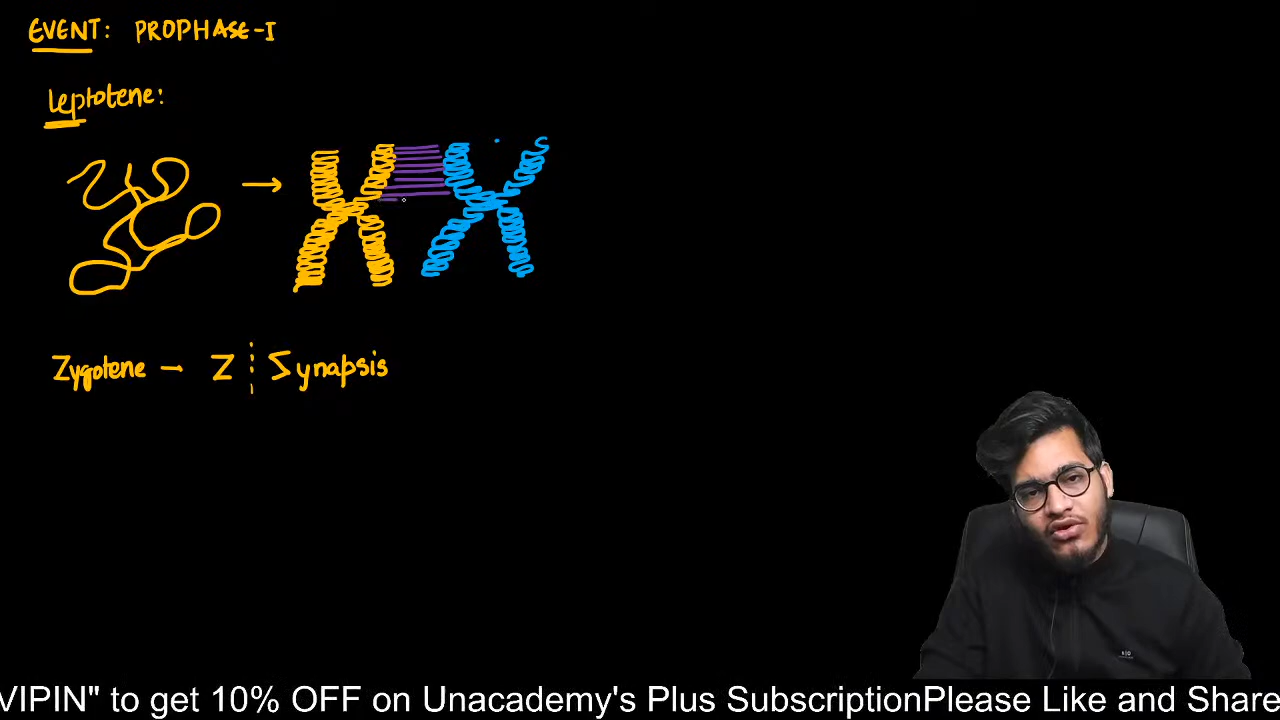 EVENT: PROPHASE-I
Leptotene:
Zygotene – Z Synapsis
VIPIN" to get 10% OFF on Unacademy's Plus SubscriptionPlease Like and Share